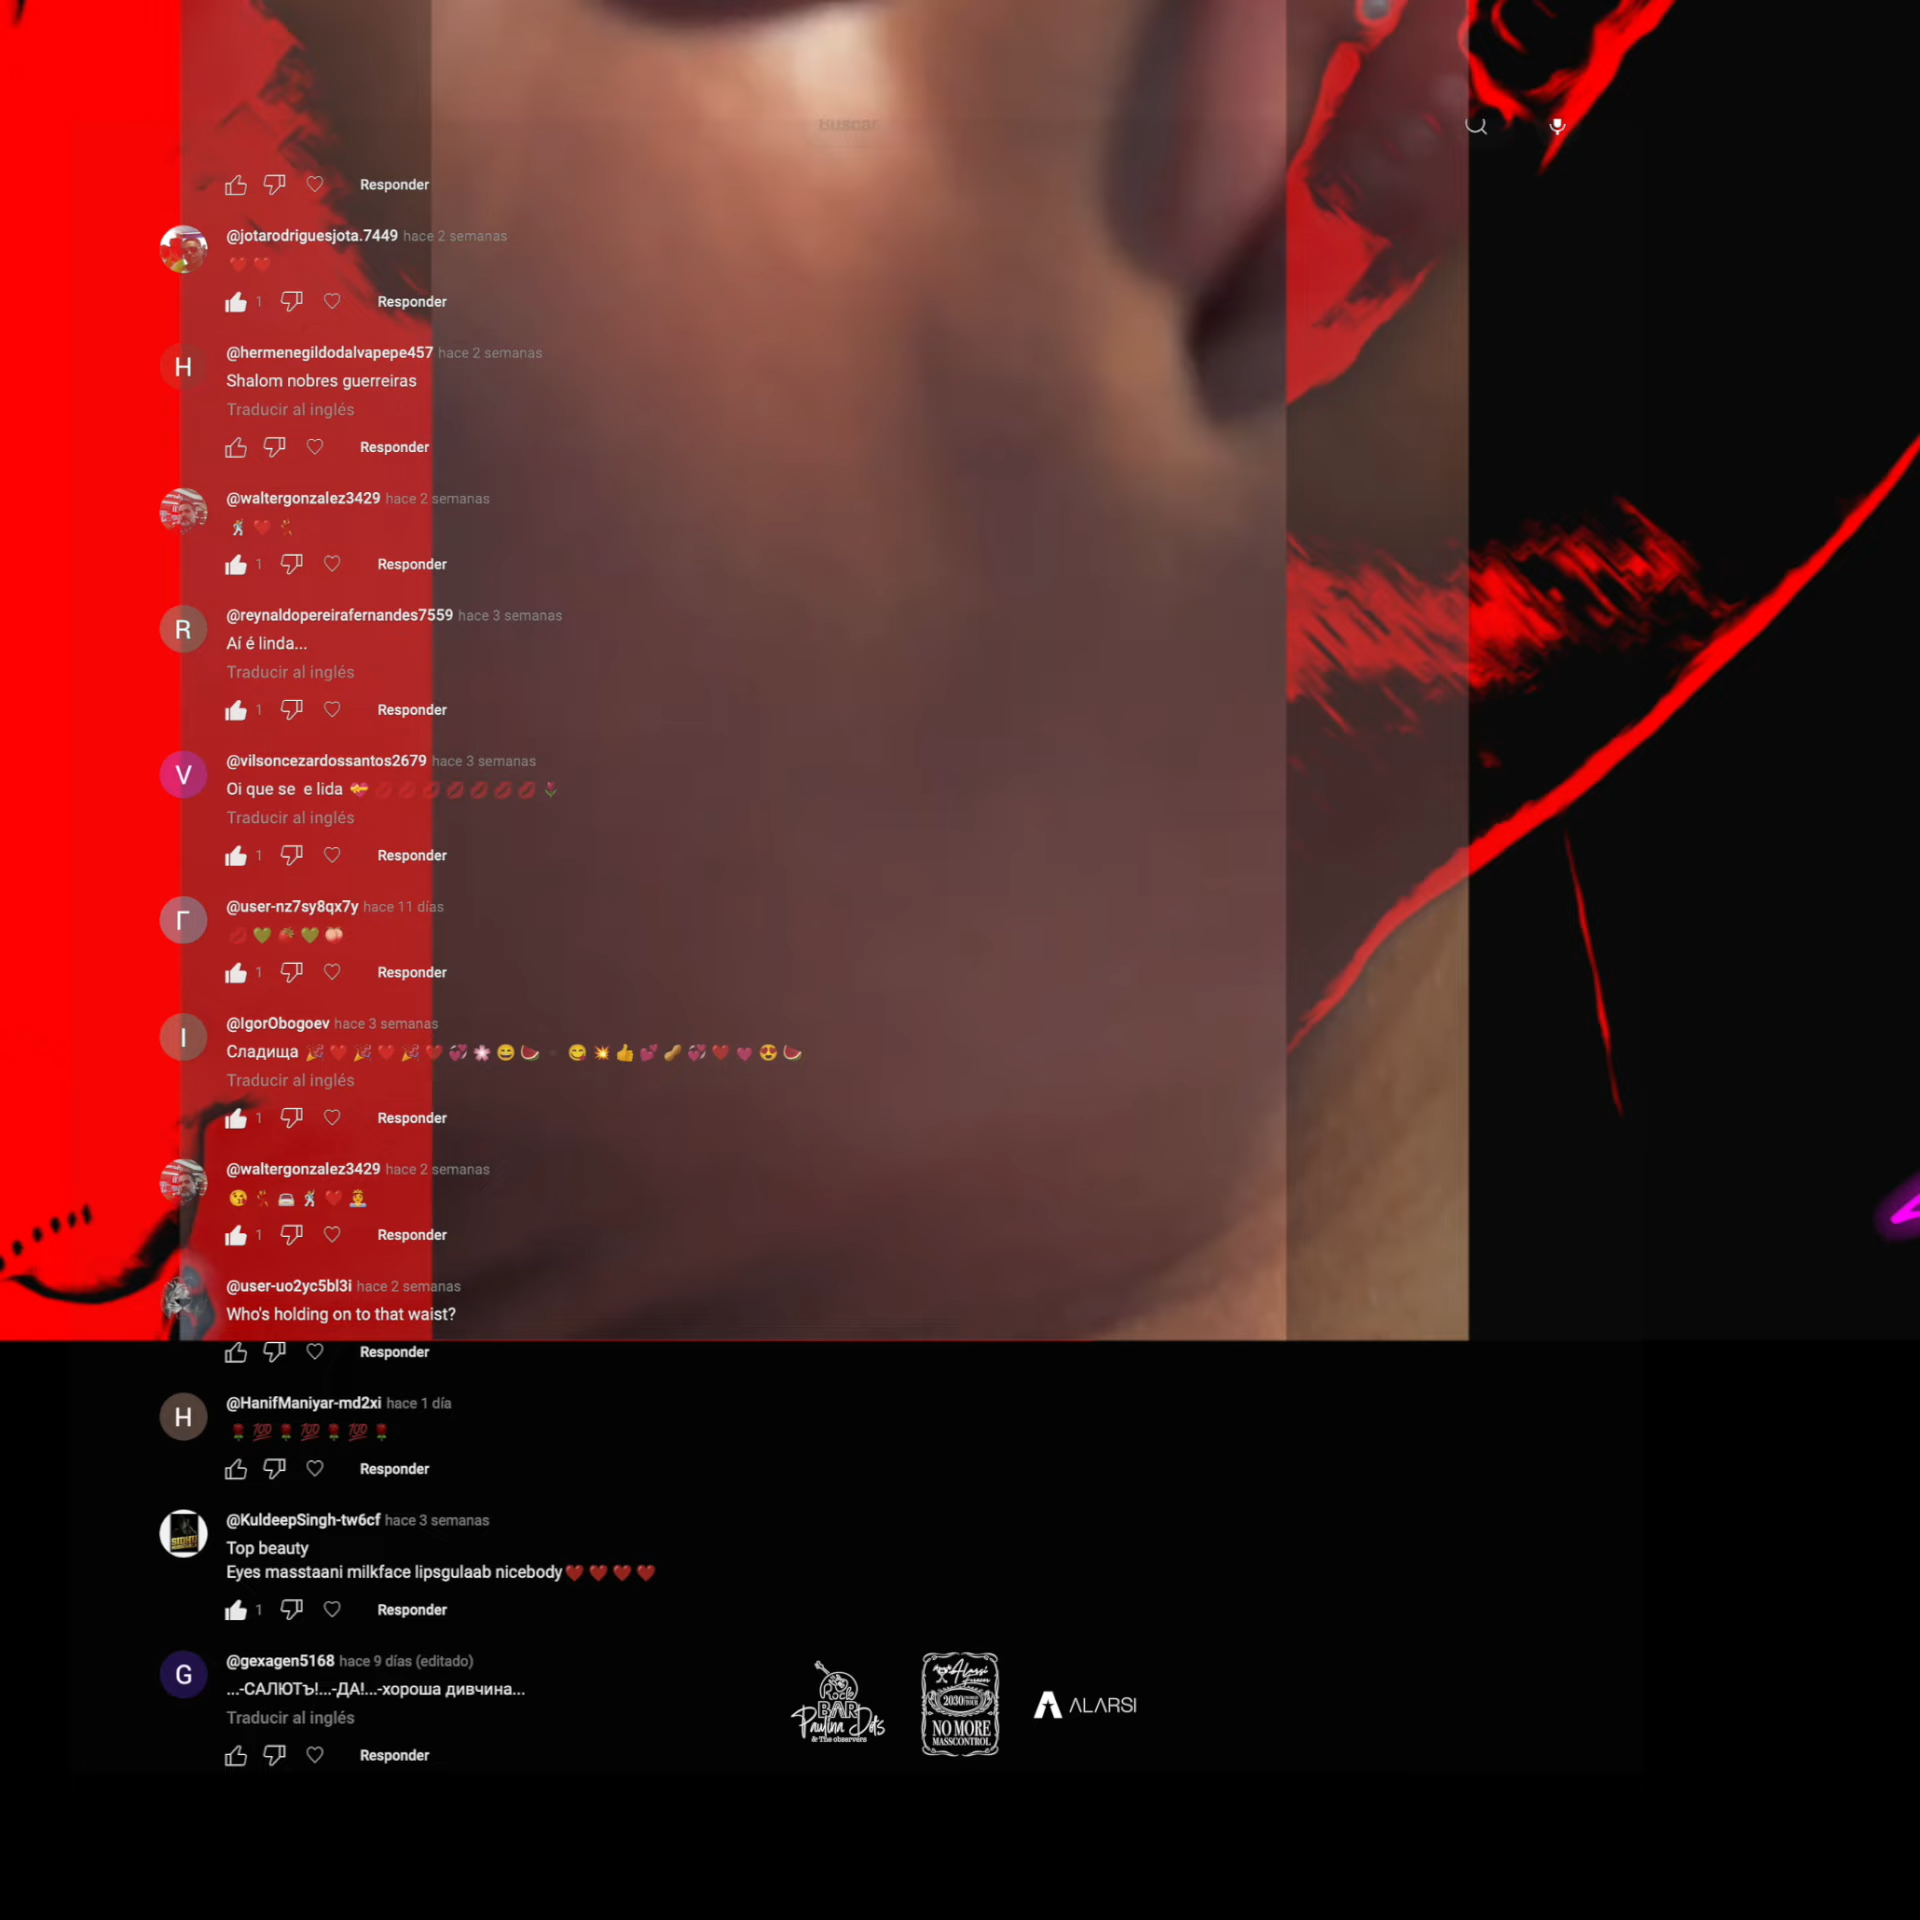 Buscar
Responder
@jotarodriguesjota.7449 hace 2 semanas
❤️ ❤️
1 Responder
H
@hermenegildodalvapepe457 hace 2 semanas
Shalom nobres guerreiras
Traducir al inglés
Responder
@waltergonzalez3429 hace 2 semanas
🕺 ❤️ 💃
1 Responder
R
@reynaldopereirafernandes7559 hace 3 semanas
Aí é linda...
Traducir al inglés
1 Responder
V
@vilsoncezardossantos2679 hace 3 semanas
Oi que se e lida 💝 💋 💋 💋 💋 💋 💋 💋 🌷
Traducir al inglés
1 Responder
Г
@user-nz7sy8qx7y hace 11 días
💋 💚 🍓 💚 🍑
1 Responder
I
@IgorObogoev hace 3 semanas
Сладища 🎉 ❤️ 🎉 ❤️ 🎉 ❤️ 💞 🌸 😄 🍉 😋 💥 👍 💕 🥜 💞 ❤️ 💗 😍 🍉
Traducir al inglés
1 Responder
@waltergonzalez3429 hace 2 semanas
😘 💃 🚘 🕺 ❤️ 👸
1 Responder
@user-uo2yc5bl3i hace 2 semanas
Who's holding on to that waist?
Responder
H
@HanifManiyar-md2xi hace 1 día
🌹 💯 🌹 💯 🌹 💯 🌹
Responder
@KuldeepSingh-tw6cf hace 3 semanas
Top beauty
Eyes masstaani milkface lipsgulaab nicebody❤️ ❤️ ❤️ ❤️
1 Responder
G
@gexagen5168 hace 9 días (editado)
...-САЛЮТъ!...-ДА!...-хороша дивчина...
Traducir al inglés
Responder
Rock
BAR
Paulina Dots
& The observers
Alarsi
2030
NO MORE
MASSCONTROL
ALARSI